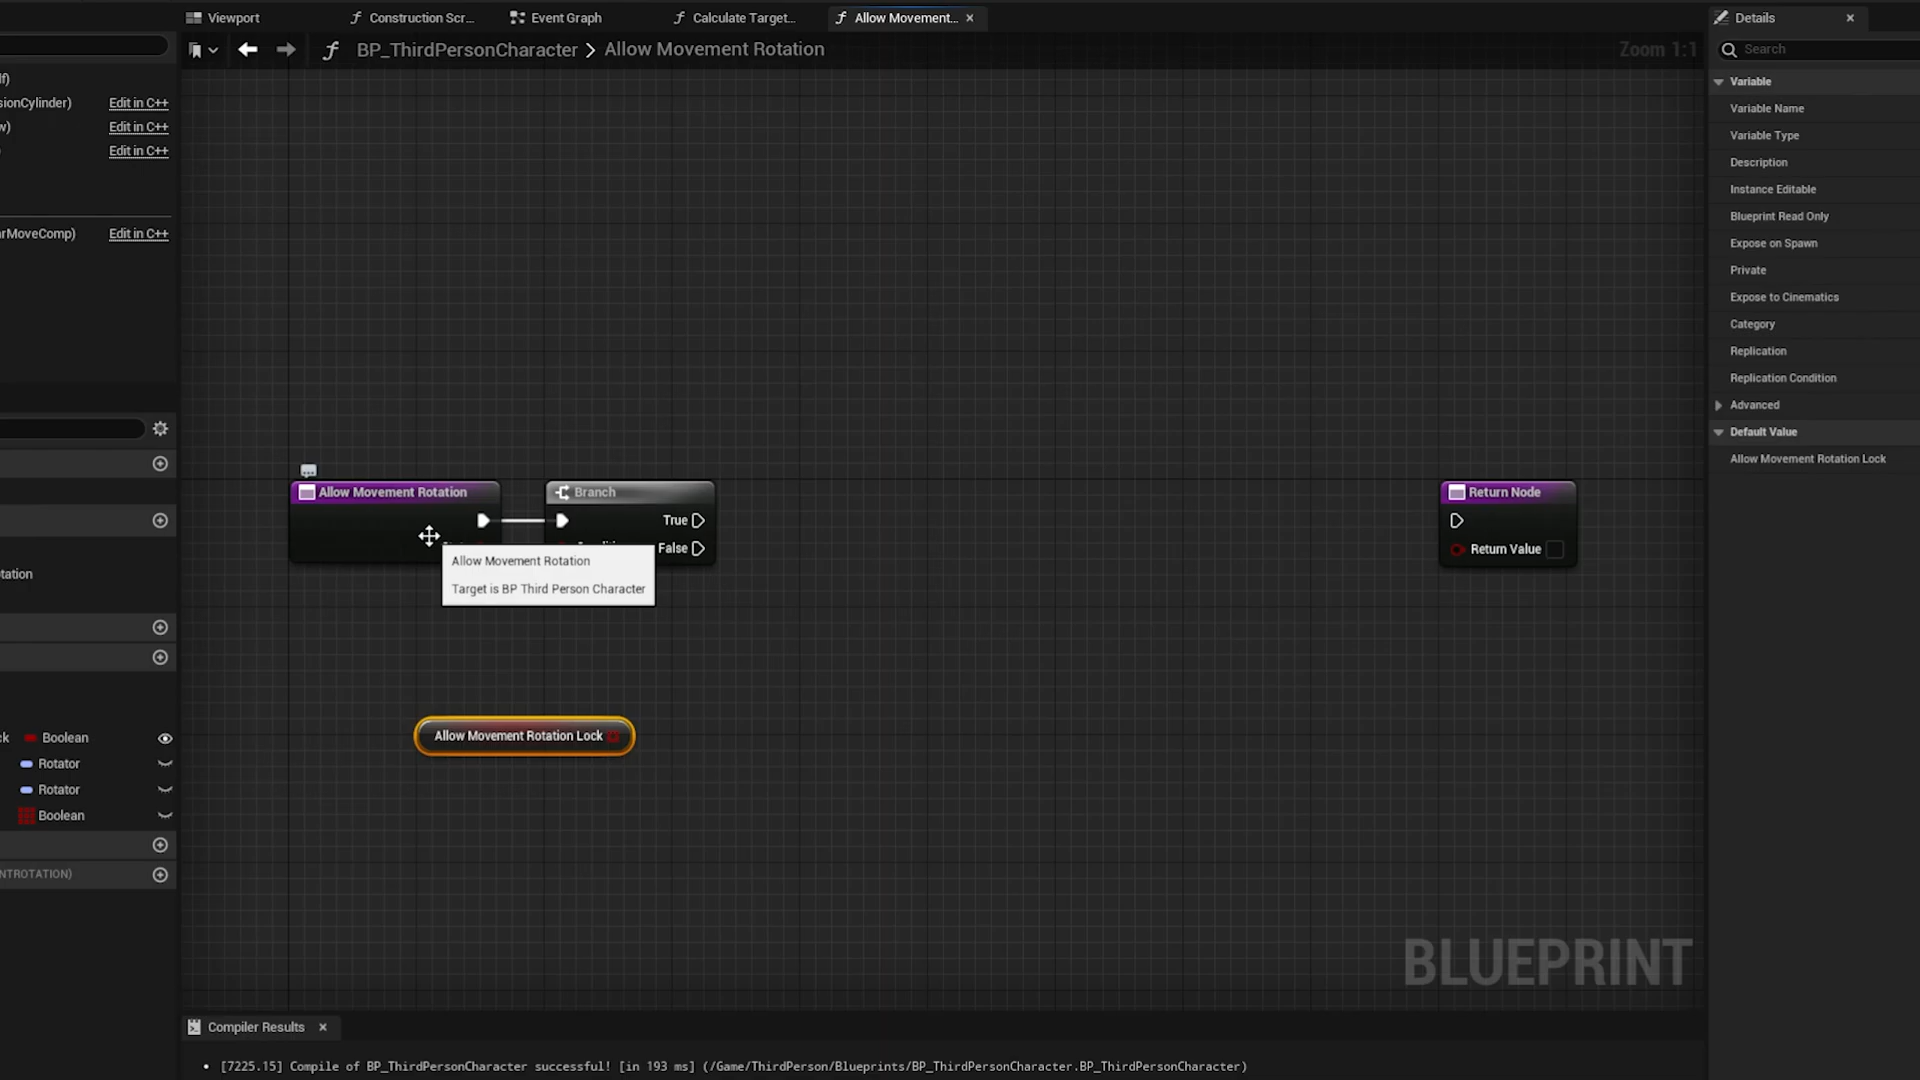 Viewport
Construction Scr...
Event Graph
Calculate Target...
Allow Movement...
Details
BP_ThirdPersonCharacter > Allow Movement Rotation
Zoom 1:1
Search
lf)
sionCylinder) Edit in C++
w) Edit in C++
Edit in C++
rMoveComp) Edit in C++
Variable
Variable Name
Variable Type
Description
Instance Editable
Blueprint Read Only
Expose on Spawn
Private
Expose to Cinematics
Category
Replication
Replication Condition
Advanced
Default Value
Allow Movement Rotation Lock
Allow Movement Rotation
Branch
True
False
Allow Movement Rotation
Target is BP Third Person Character
Return Node
Return Value
Allow Movement Rotation Lock
tation
ck Boolean
Rotator
Rotator
Boolean
NTROTATION)
BLUEPRINT
Compiler Results
[7225.15] Compile of BP_ThirdPersonCharacter successful! [in 193 ms] (/Game/ThirdPerson/Blueprints/BP_ThirdPersonCharacter.BP_ThirdPersonCharacter)